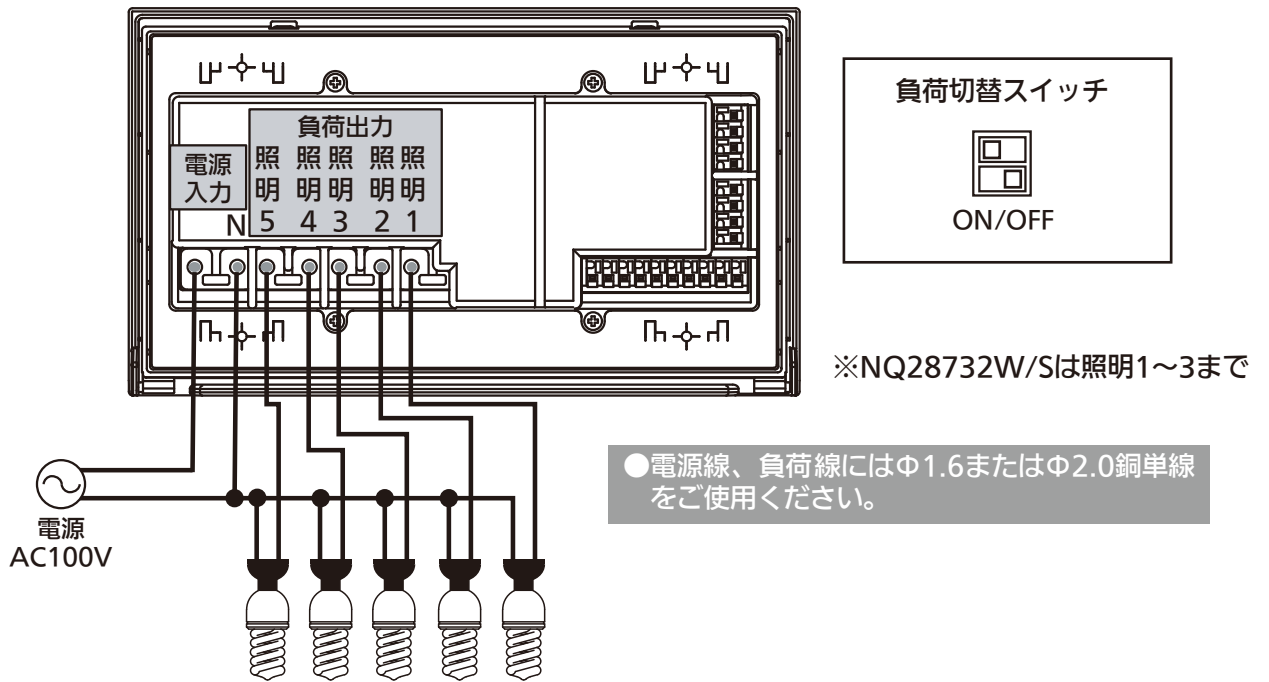 負荷出力
電源
入力
N
照明5
照明4
照明3
照明2
照明1
負荷切替スイッチ
ON/OFF
※NQ28732W/Sは照明1〜3まで
●電源線、負荷線にはΦ1.6またはΦ2.0銅単線
をご使用ください。
電源
AC100V